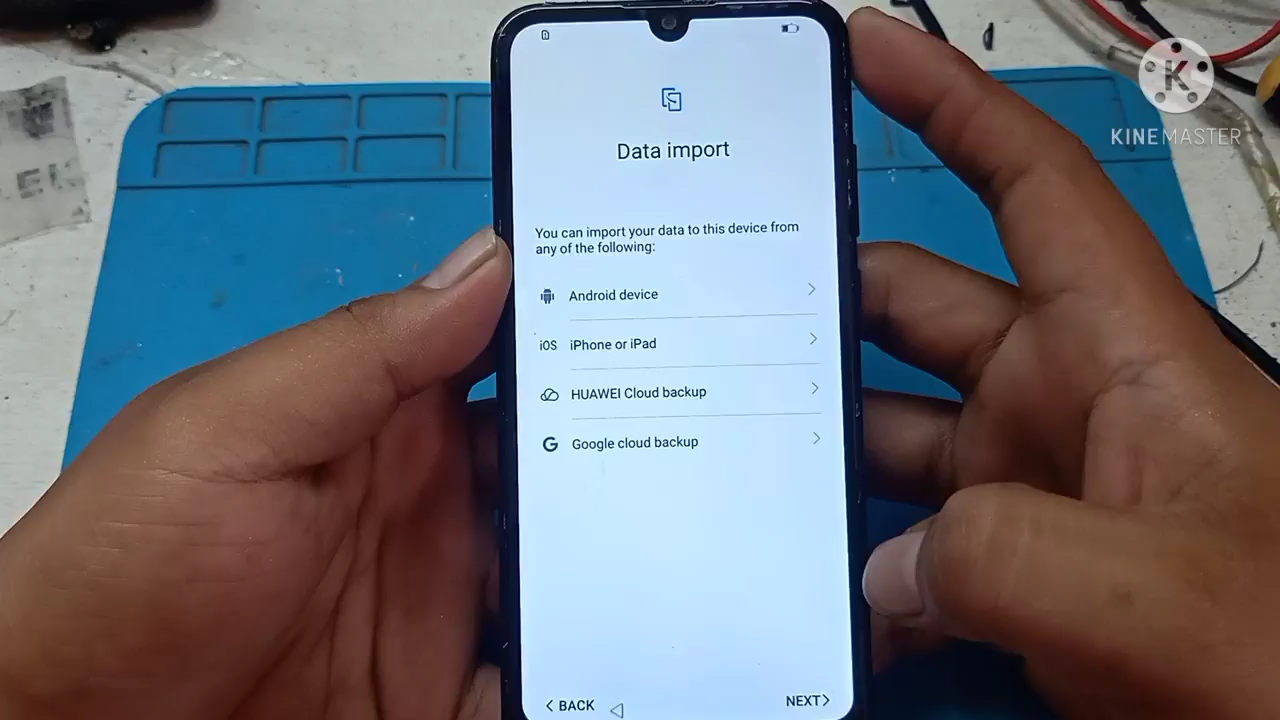 K
KINEMASTER
Data import
You can import your data to this device from
any of the following:
Android device
iOS iPhone or iPad
HUAWEI Cloud backup
G Google cloud backup
BACK
NEXT